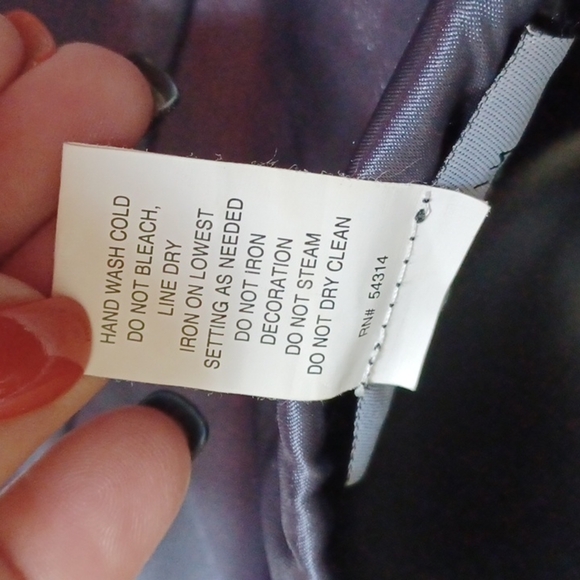 HAND WASH COLD
DO NOT BLEACH,
LINE DRY
IRON ON LOWEST
SETTING AS NEEDED
DO NOT IRON
DECORATION
DO NOT STEAM
DO NOT DRY CLEAN
RN# 54314